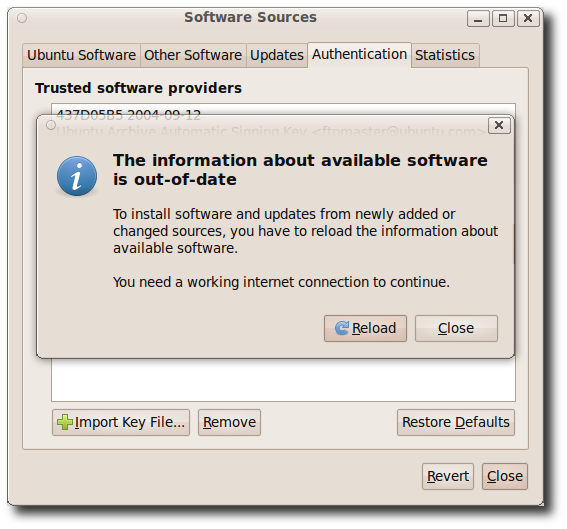 Software Sources
Ubuntu Software
Other Software
Updates
Authentication
Statistics
Trusted software providers
437D05B5 2004-09-12
Ubuntu Archive Automatic Signing Key <ftpmaster@ubuntu.com>
The information about available software
is out-of-date
To install software and updates from newly added or
changed sources, you have to reload the information about
available software.
You need a working internet connection to continue.
Reload
Close
Import Key File...
Remove
Restore Defaults
Revert
Close